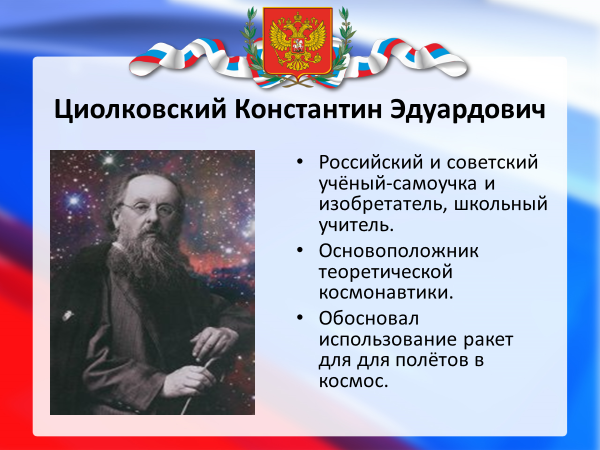 Циолковский Константин Эдуардович
• Российский и советский
учёный-самоучка и
изобретатель, школьный
учитель.
• Основоположник
теоретической
космонавтики.
• Обосновал
использование ракет
для для полётов в
космос.